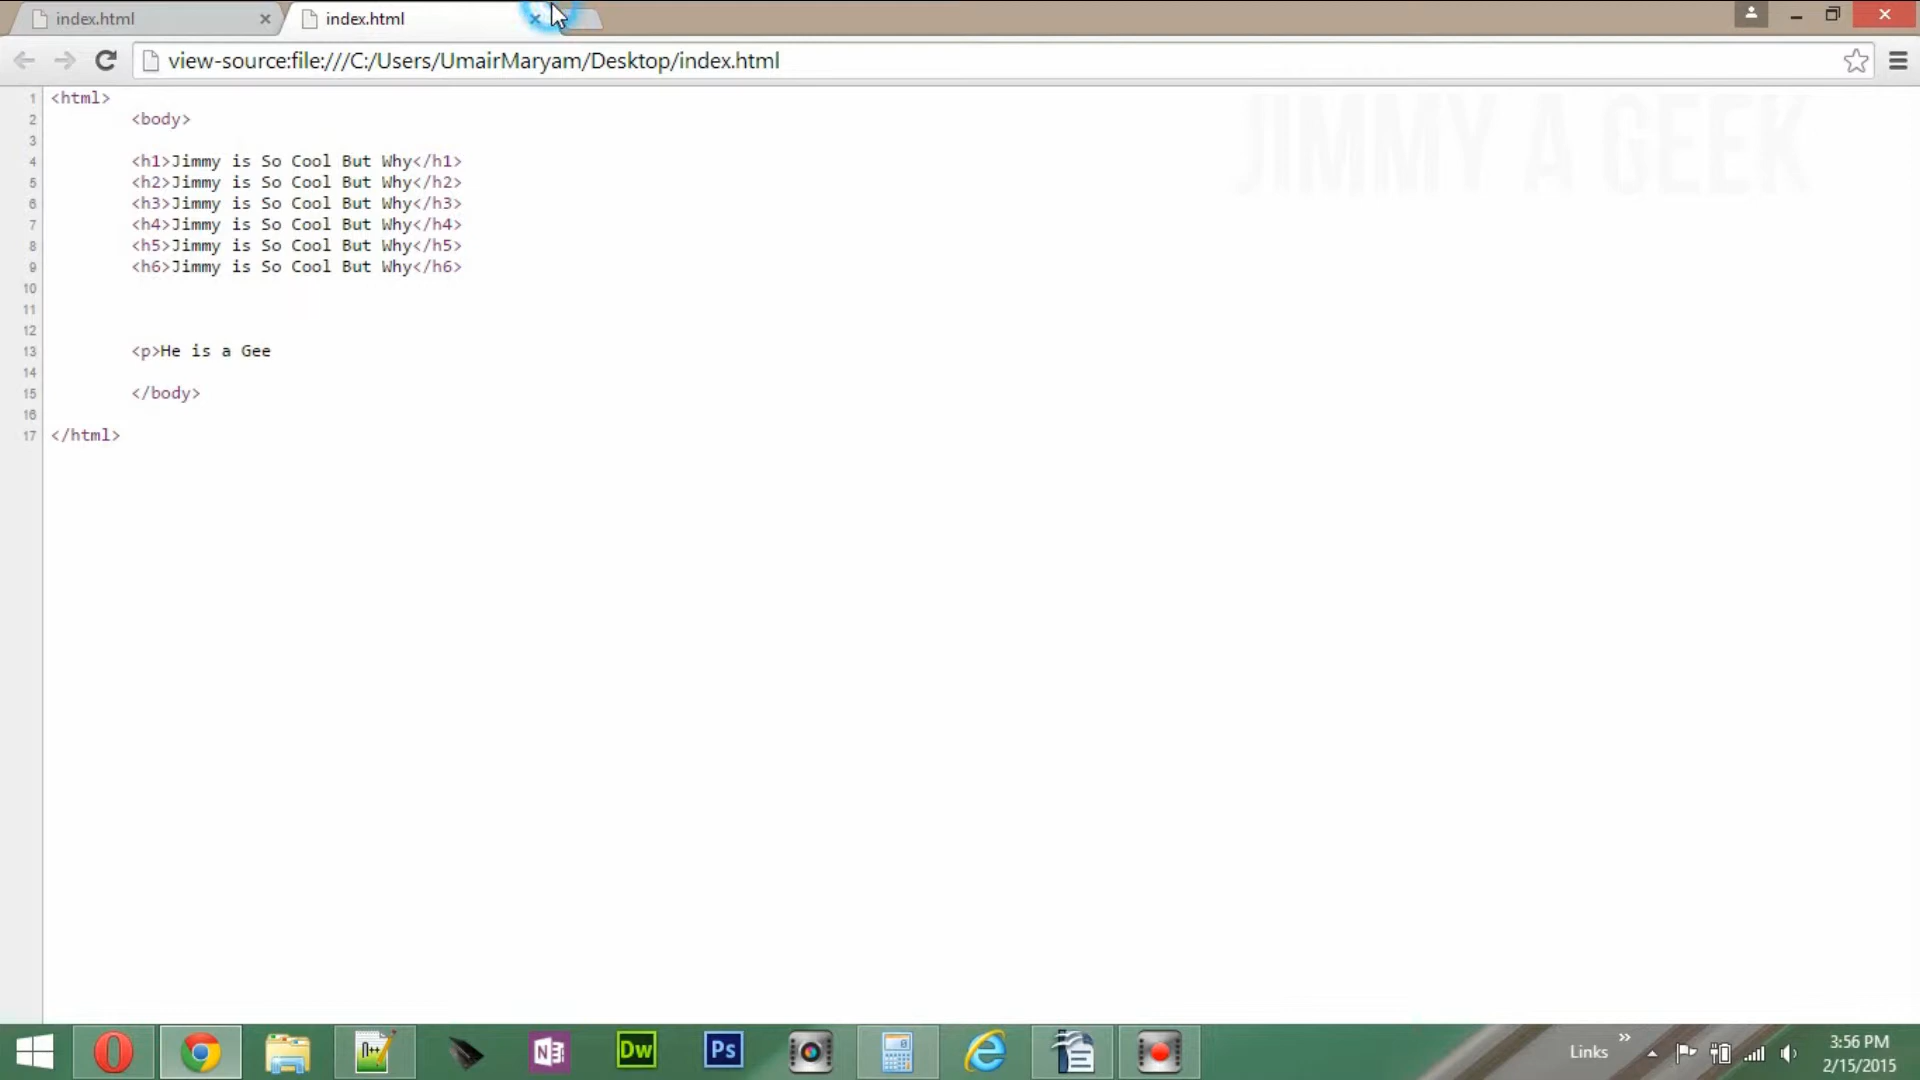 index.html
index.html
view-source:file:///C:/Users/UmairMaryam/Desktop/index.html
JIMMY A GEEK
1 <html>
2 <body>
3
4 <h1>Jimmy is So Cool But Why</h1>
5 <h2>Jimmy is So Cool But Why</h2>
6 <h3>Jimmy is So Cool But Why</h3>
7 <h4>Jimmy is So Cool But Why</h4>
8 <h5>Jimmy is So Cool But Why</h5>
9 <h6>Jimmy is So Cool But Why</h6>
10
11
12
13 <p>He is a Gee
14
15 </body>
16
17 </html>
N
Dw
Ps
Links
3:56 PM
2/15/2015